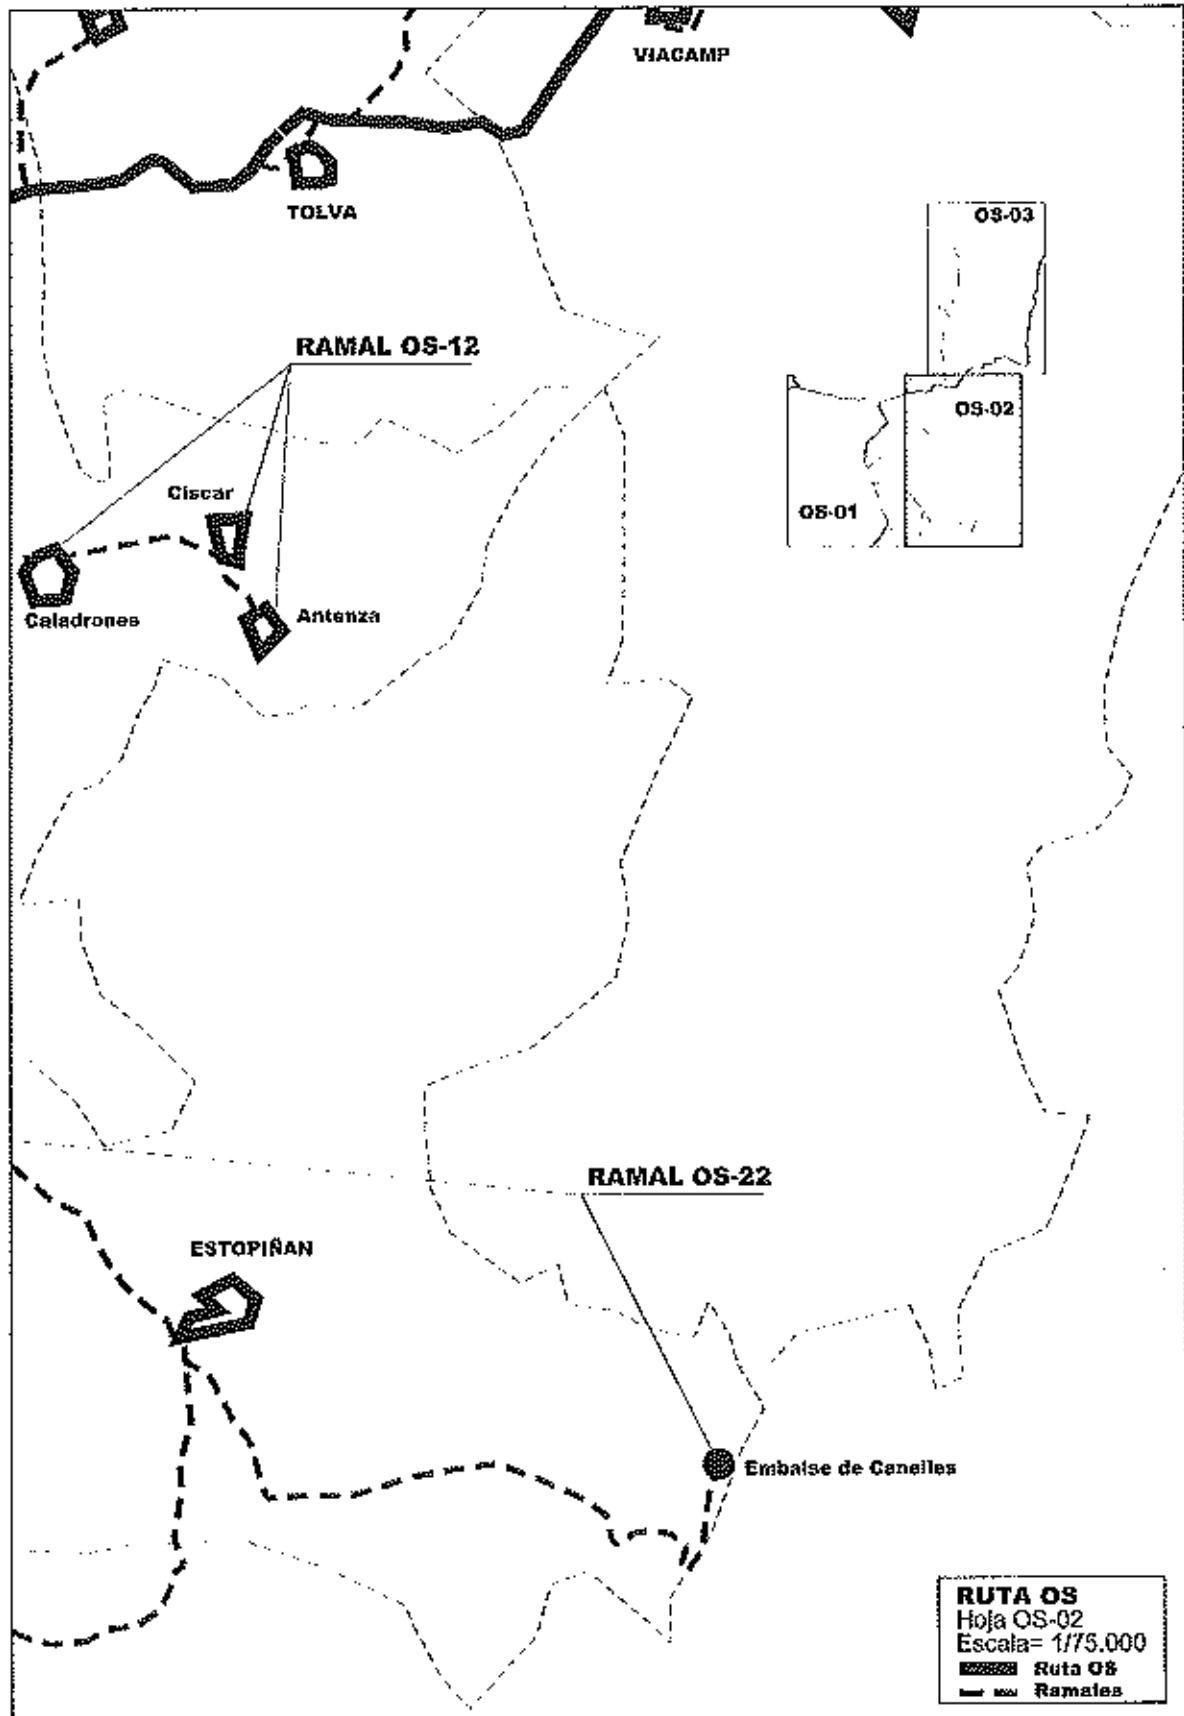 VIACAMP
TOLVA
OS-03
RAMAL OS-12
OS-02
Ciscar
OS-01
Caladrones
Antenza
RAMAL OS-22
ESTOPIÑAN
Embalse de Canelles
RUTA OS
Hoja OS-02
Escala= 1/75.000
Ruta OS
Ramales